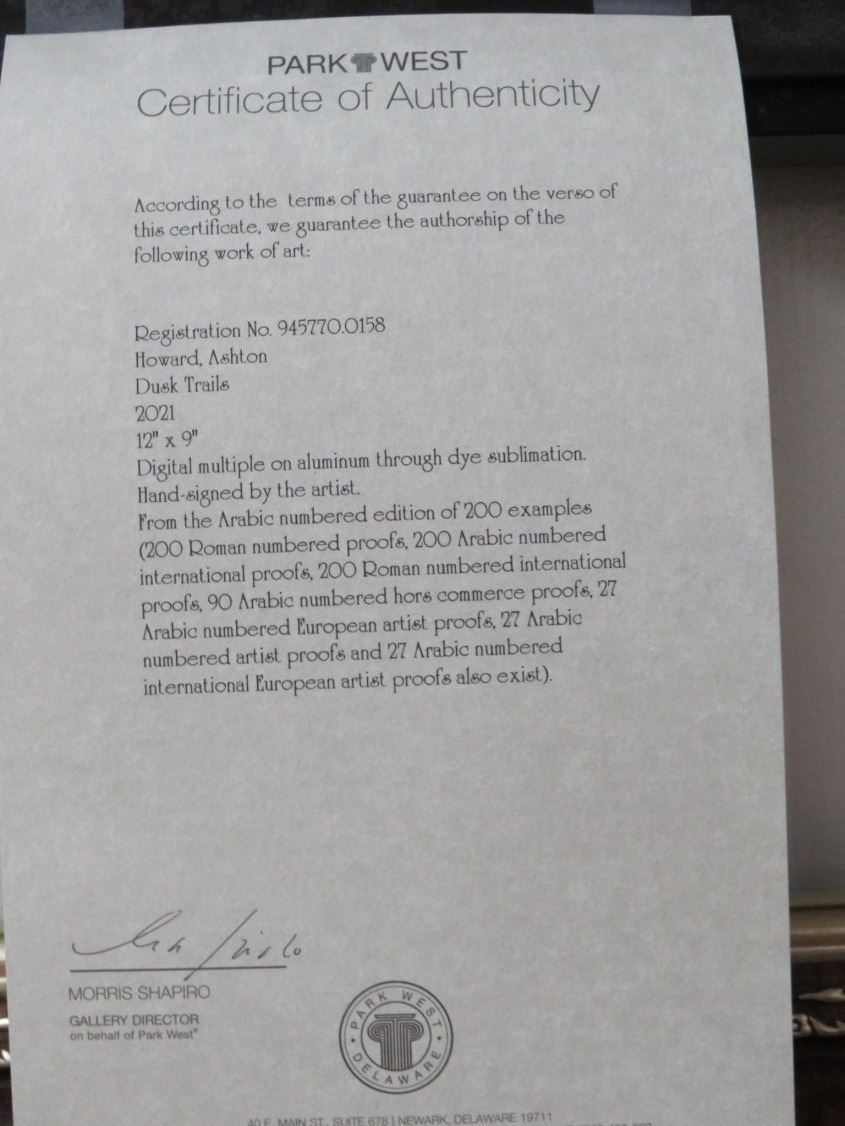 PARK WEST
Certificate of Authenticity
According to the terms of the guarantee on the verso of
this certificate, we guarantee the authorship of the
following work of art:
Registration No. 945770.0158
Howard, Ashton
Dusk Trails
2021
12" x 9"
Digital multiple on aluminum through dye sublimation.
Hand-signed by the artist.
From the Arabic numbered edition of 200 examples
(200 Roman numbered proofs, 200 Arabic numbered
international proofs, 200 Roman numbered international
proofs, 90 Arabic numbered hors commerce proofs, 27
Arabic numbered European artist proofs, 27 Arabic
numbered artist proofs and 27 Arabic numbered
international European artist proofs also exist).
MORRIS SHAPIRO
GALLERY DIRECTOR
on behalf of Park West®
PARK WEST
DELAWARE
40 E. MAIN ST., SUITE 678 | NEWARK, DELAWARE 19711